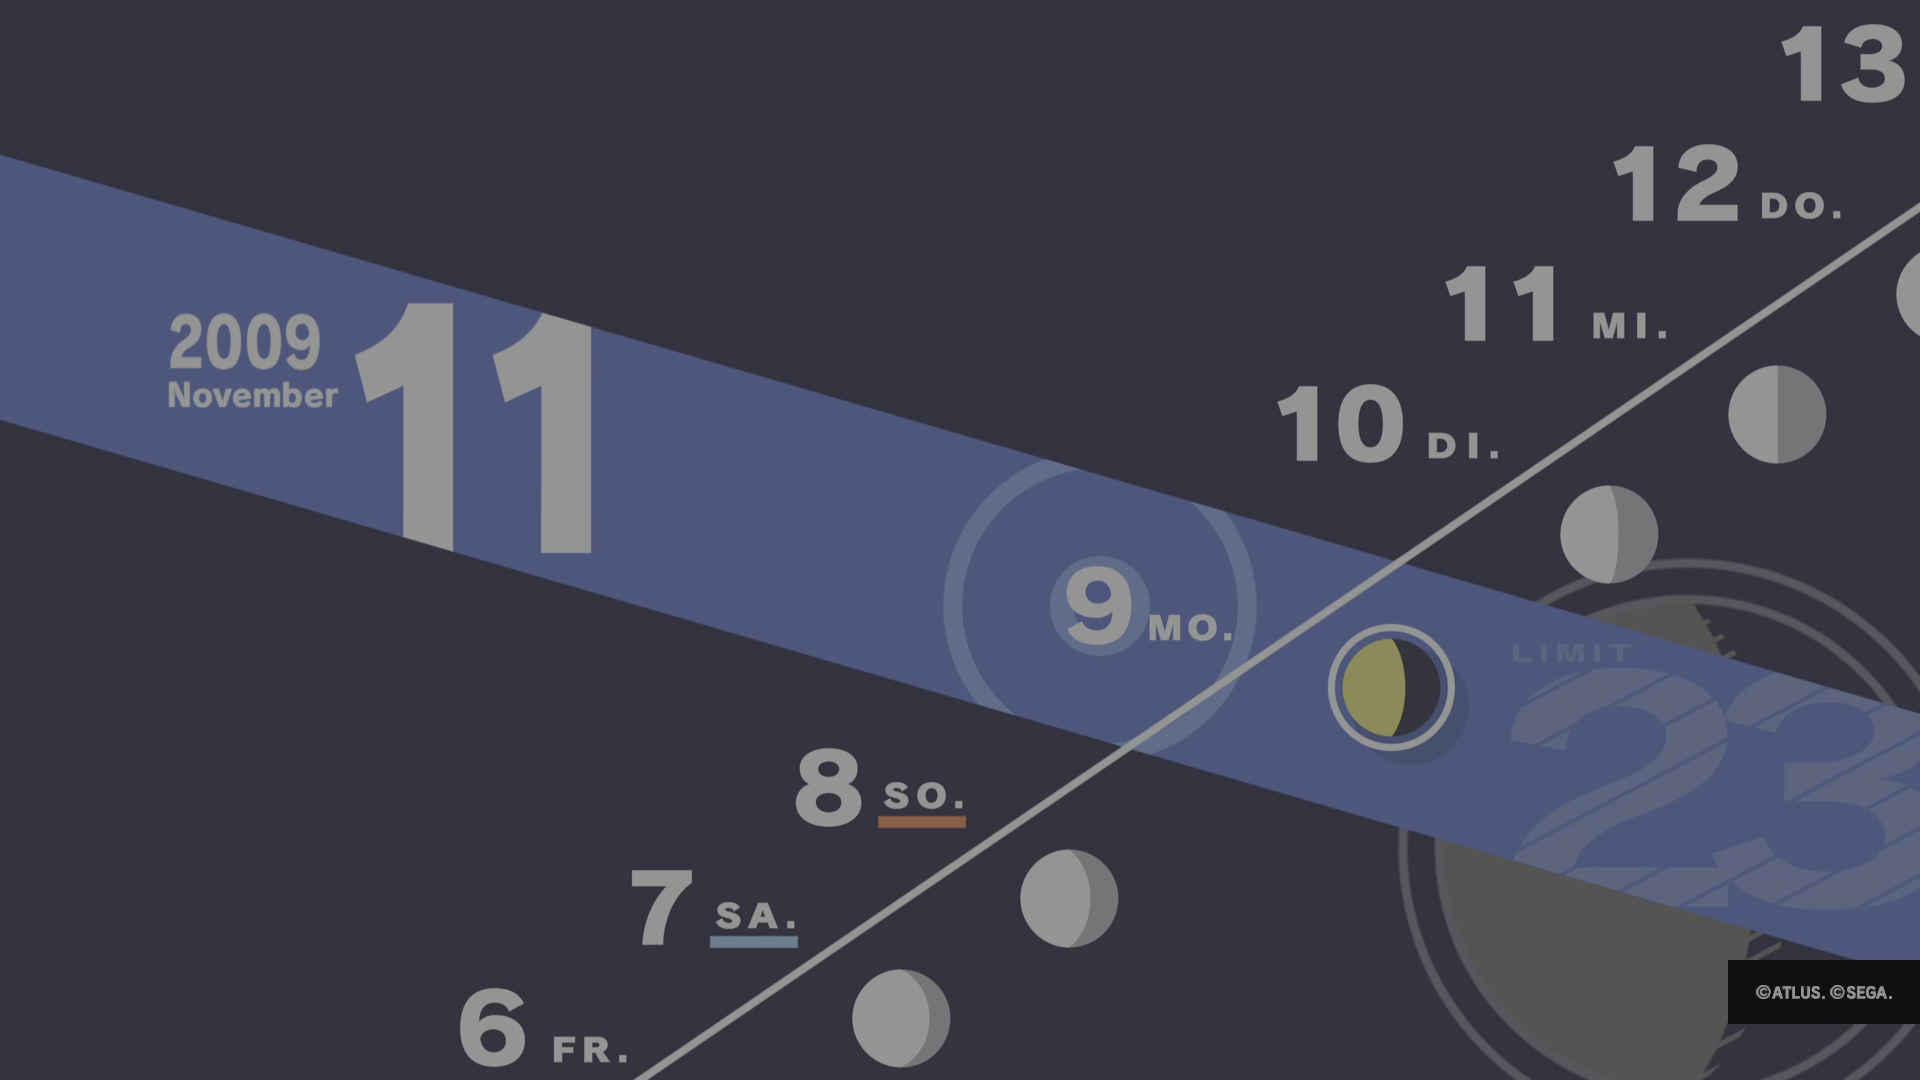 13
12 DO.
11 MI.
2009
November
11
10 DI.
9 MO.
LIMIT
23
8 SO.
7 SA.
©ATLUS. ©SEGA.
6 FR.